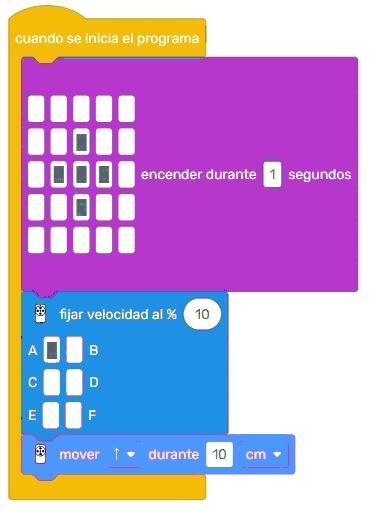 cuando se inicia el programa
encender durante 1 segundos
fijar velocidad al % 10
A B
C D
E F
mover ↑ durante 10 cm